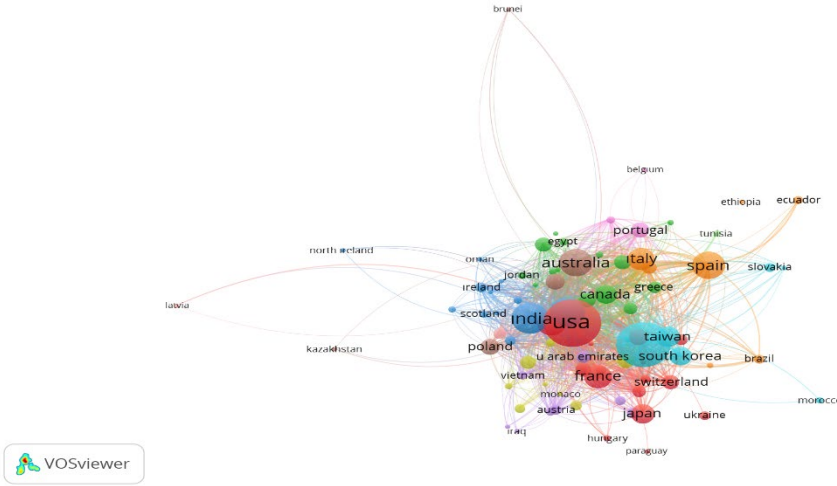 brunei
belgium
ethiopia
ecuador
portugal
tunisia
egypt
north ireland
oman
australia
italy
spain
slovakia
jordan
ireland
greece
canada
latvia
scotland
india
usa
taiwan
poland
kazakhstan
u arab emirates
south korea
brazil
vietnam
france
switzerland
monaco
austria
japan
ukraine
morocco
iraq
hungary
paraguay
VOSviewer